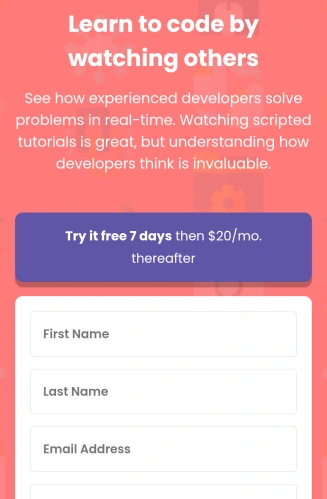 Learn to code by
watching others
See how experienced developers solve
problems in real-time. Watching scripted
tutorials is great, but understanding how
developers think is invaluable.
Try it free 7 days then $20/mo.
thereafter
First Name
Last Name
Email Address